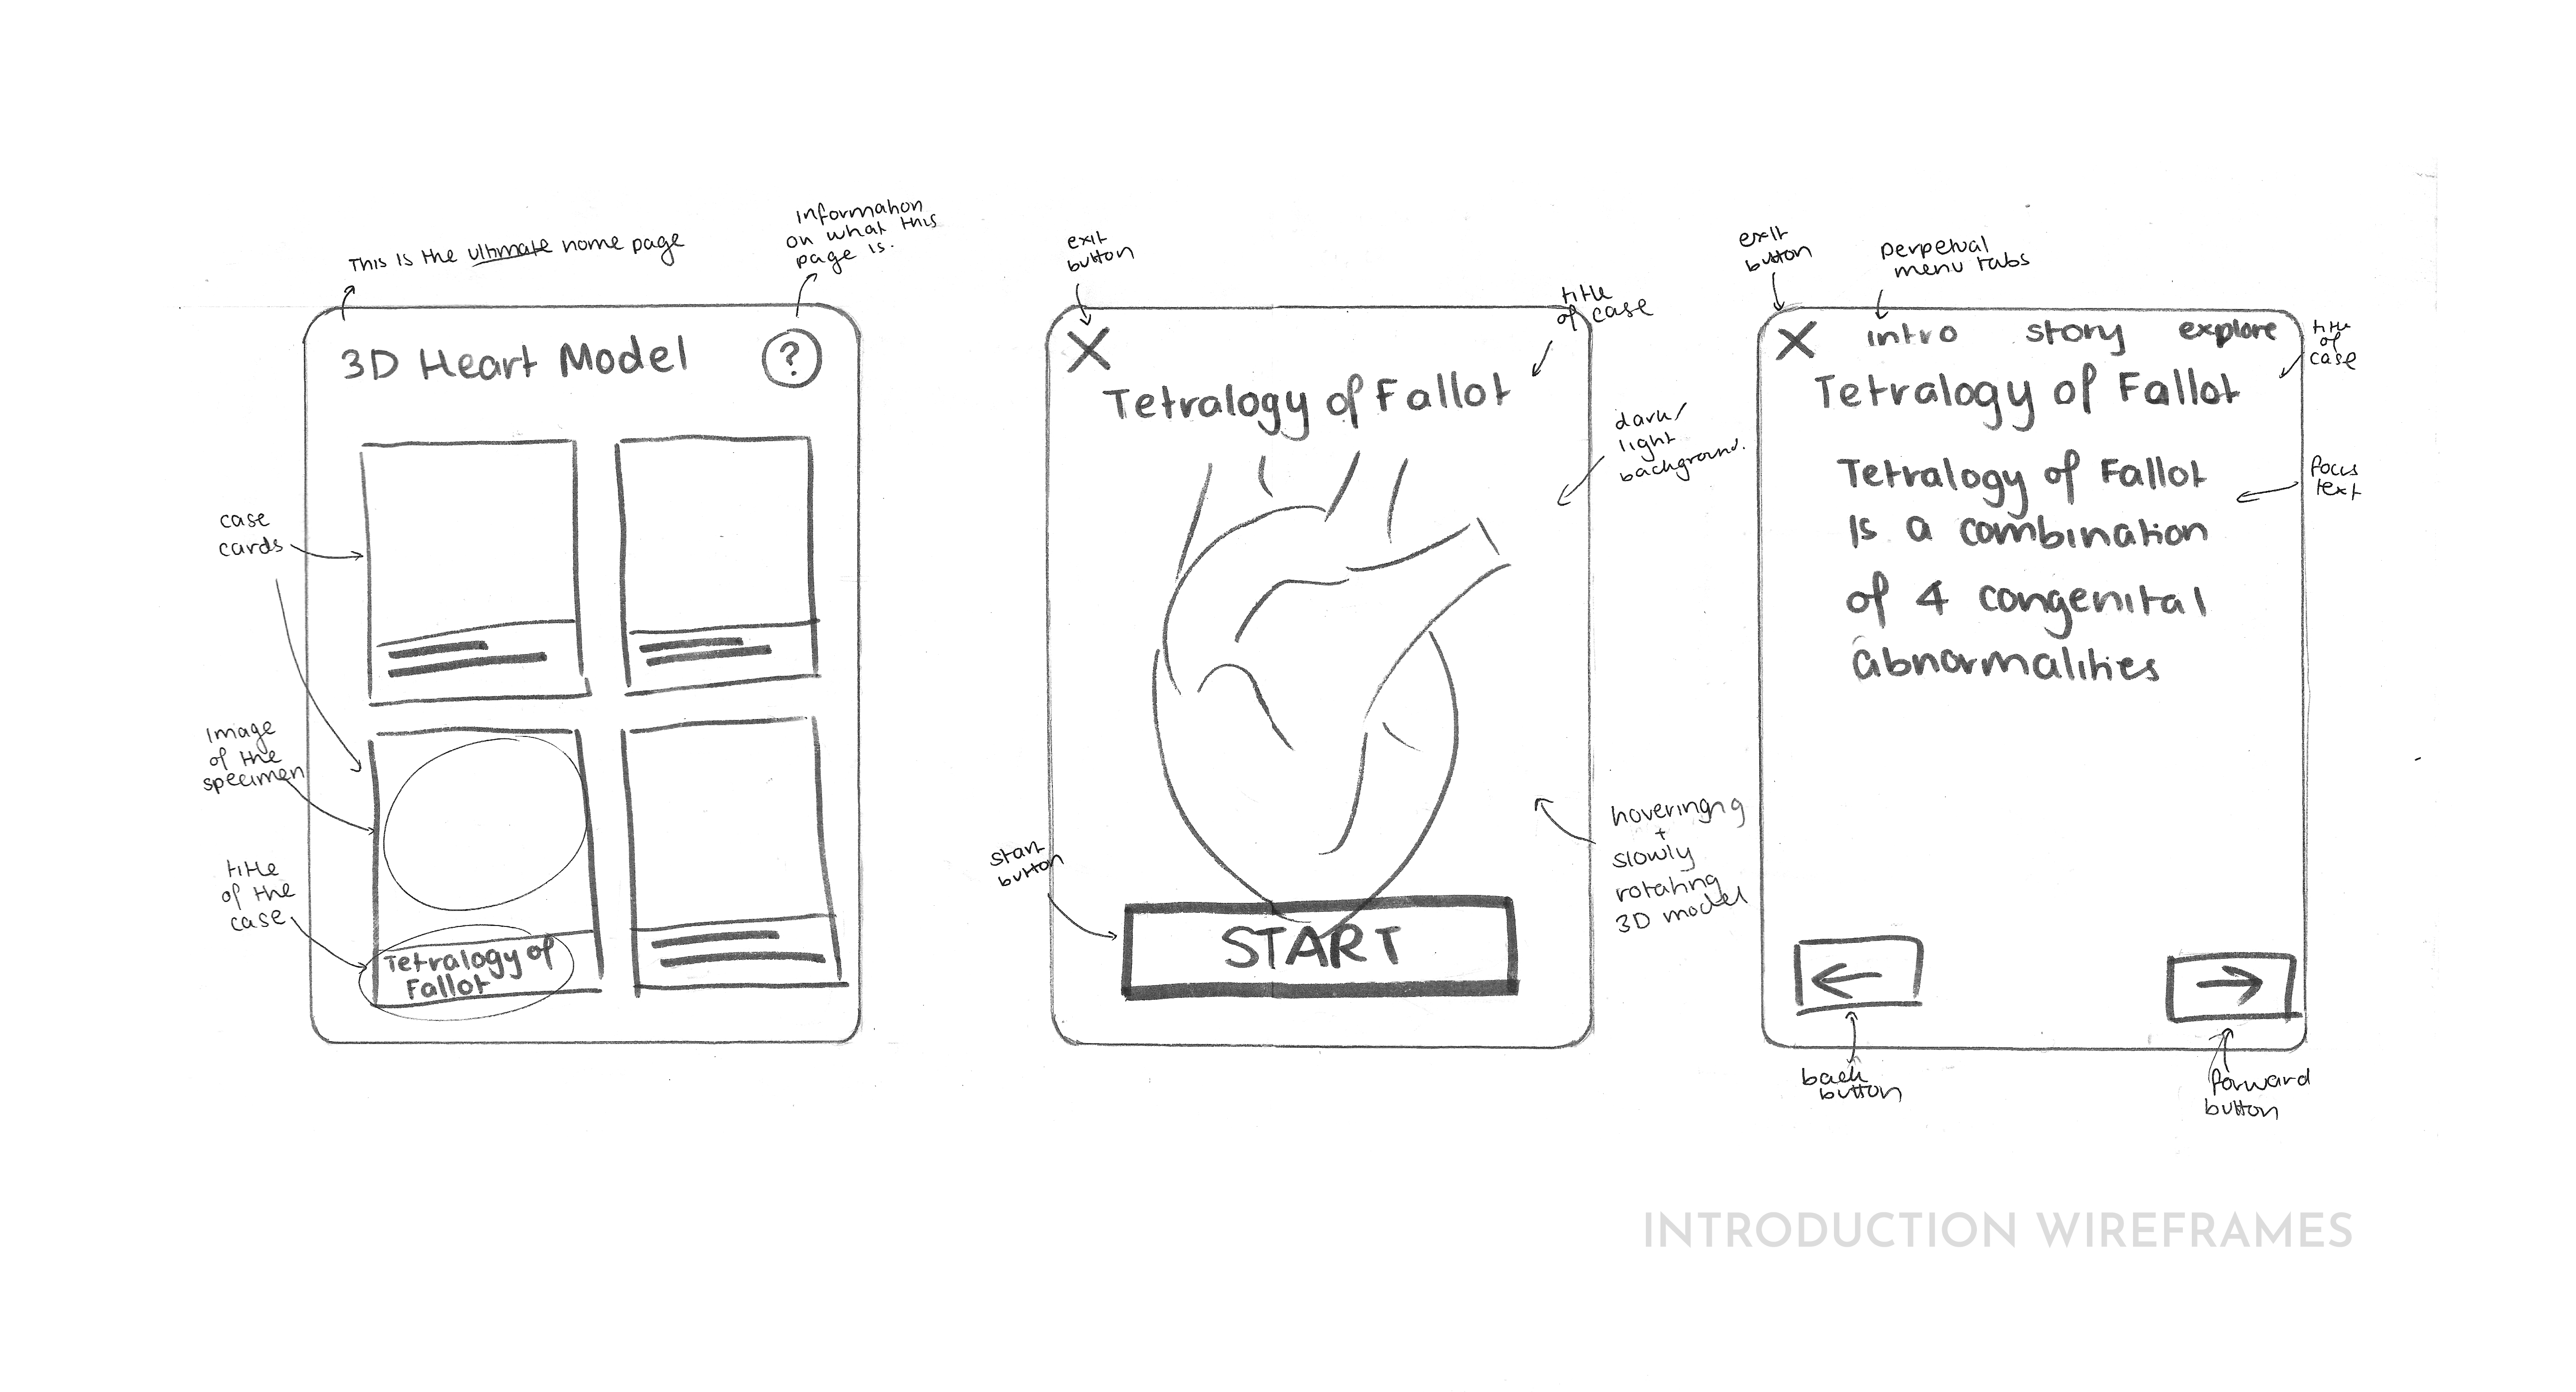 This is the ultimate home page
information
on what this
page is.
3D Heart Model
?
case
cards
image
of the
specimen
title
of the
case
Tetralogy of
Fallot
exit
button
title
of case
X
Tetralogy of Fallot
dark/
light
background.
hoveringng
+
slowly
rotating
3D model
start
button
START
exit
button
perpetual
menu tabs
X
intro
story
explore
title
of
case
Tetralogy of Fallot
focus
text
Tetralogy of Fallot
is a combination
of 4 congenital
abnormalities
back
button
forward
button
INTRODUCTION WIREFRAMES